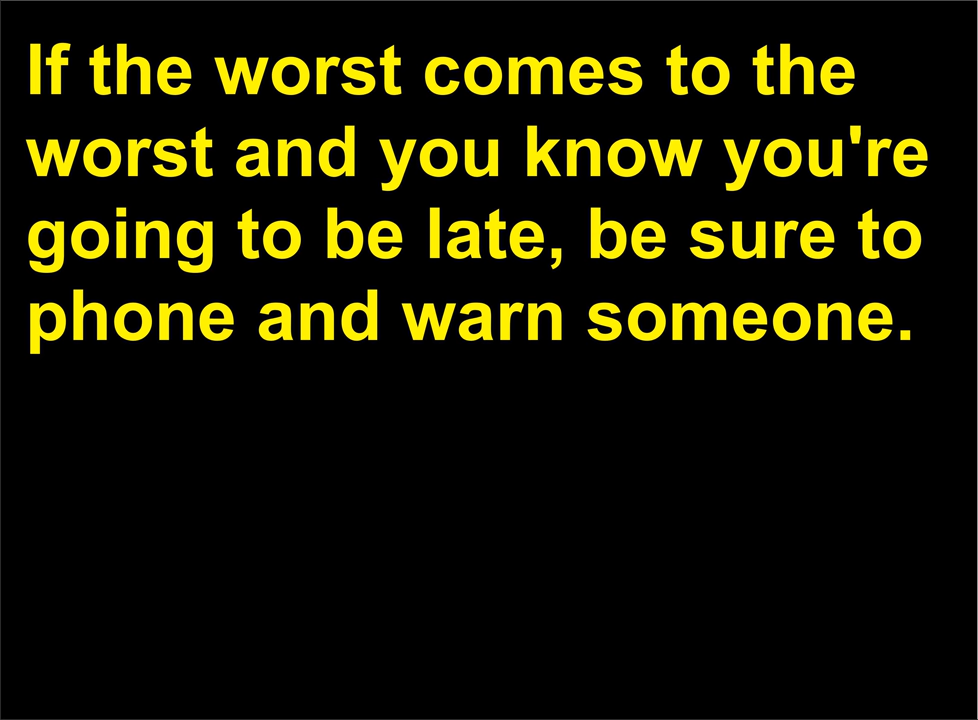 If the worst comes to the
worst and you know you're
going to be late, be sure to
phone and warn someone.